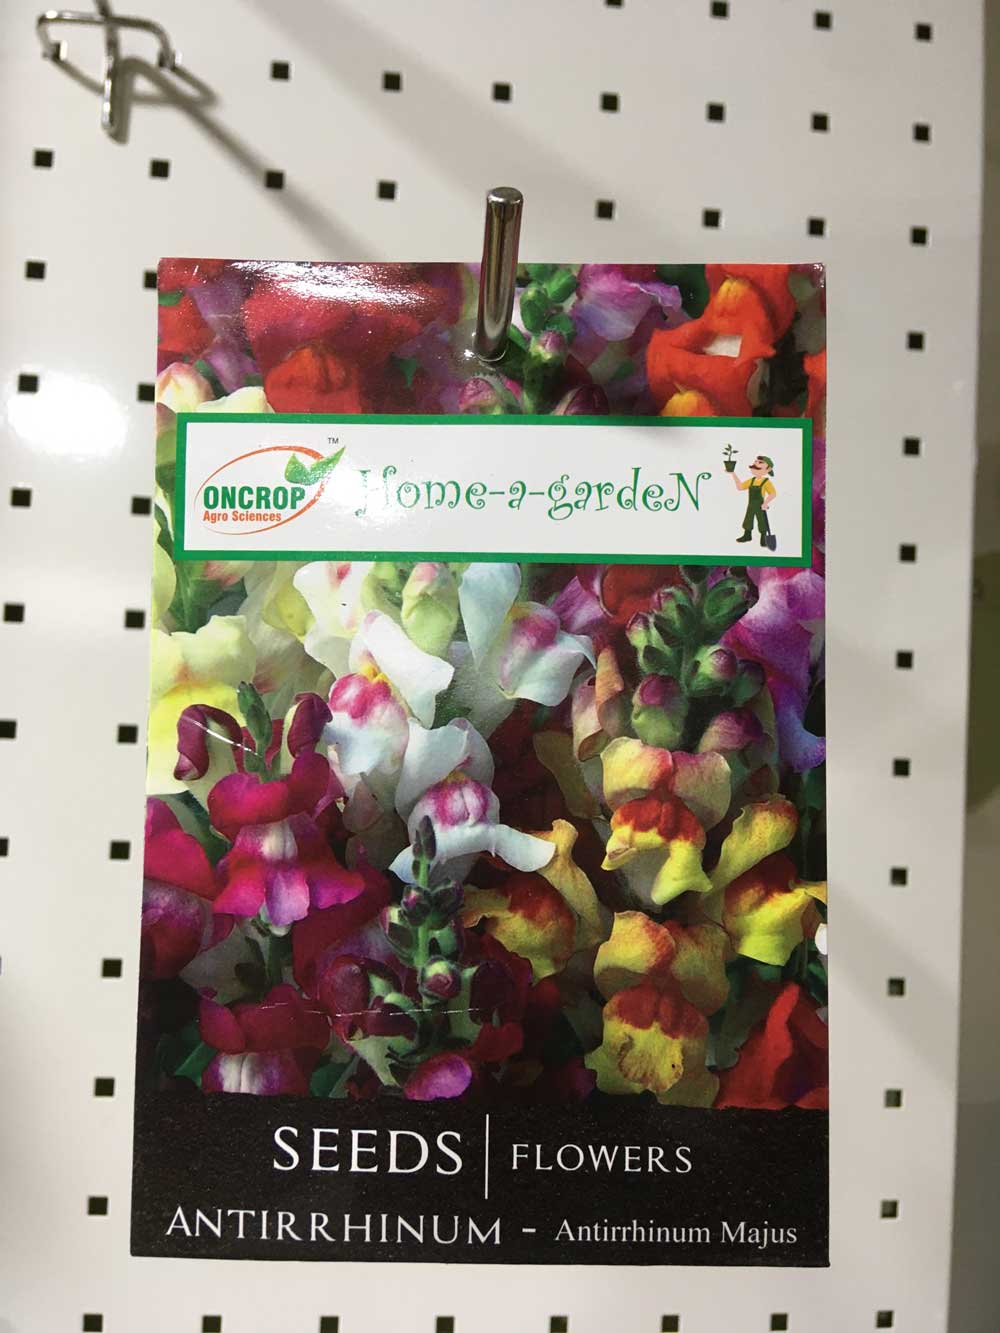 TM
ONCROP
Agro Sciences
Home-a-gardeN
SEEDS | FLOWERS
ANTIRRHINUM - Antirrhinum Majus